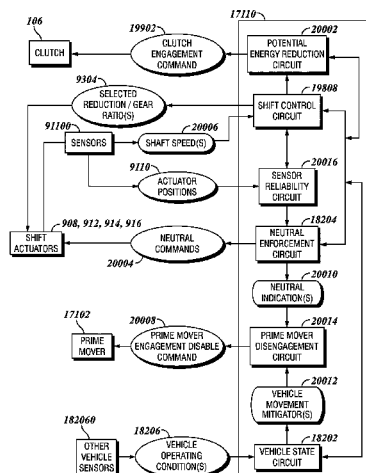 106
CLUTCH
19902
CLUTCH
ENGAGEMENT
COMMAND
17110
20002
POTENTIAL
ENERGY REDUCTION
CIRCUIT
9304
SELECTED
REDUCTION / GEAR
RATIO(S)
19808
SHIFT CONTROL
CIRCUIT
91100
SENSORS
20006
SHAFT SPEED(S)
9110
ACTUATOR
POSITIONS
20016
SENSOR
RELIABILITY
CIRCUIT
908, 912, 914, 916
SHIFT
ACTUATORS
NEUTRAL
COMMANDS
20004
18204
NEUTRAL
ENFORCEMENT
CIRCUIT
20010
NEUTRAL
INDICATION(S)
17102
PRIME
MOVER
20008
PRIME MOVER
ENGAGEMENT DISABLE
COMMAND
20014
PRIME MOVER
DISENGAGEMENT
CIRCUIT
20012
VEHICLE
MOVEMENT
MITIGATOR(S)
182060
OTHER
VEHICLE
SENSORS
18206
VEHICLE
OPERATING
CONDITION(S)
18202
VEHICLE STATE
CIRCUIT